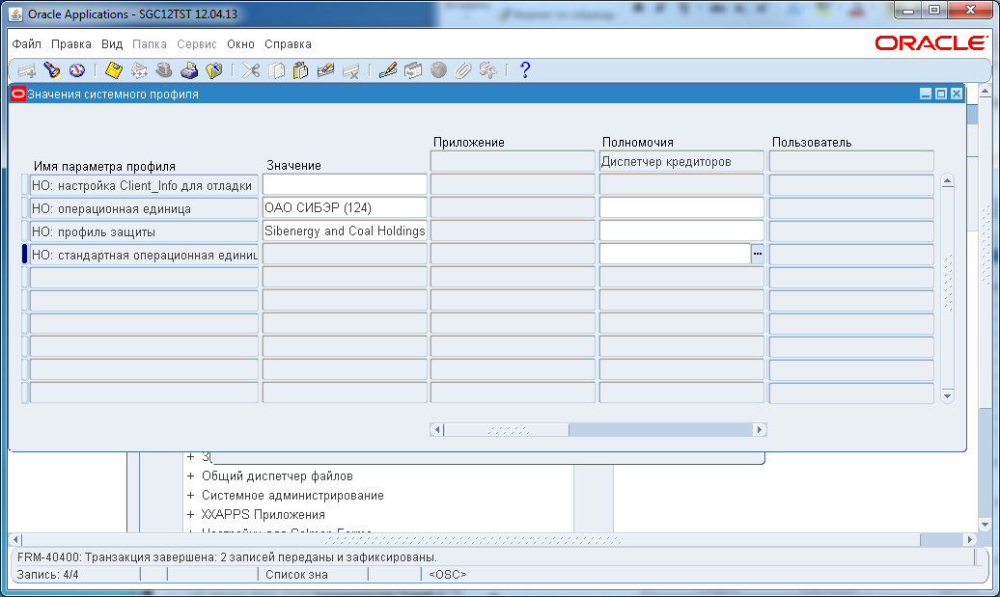 Oracle Applications - SGC12TST 12.04.13
Файл Правка Вид Папка Сервис Окно Справка
ORACLE
Значения системного профиля
Приложение Полномочия Пользователь
Имя параметра профиля Значение
Диспетчер кредиторов
НО: настройка Client_Info для отладки
НО: операционная единица ОАО СИБЭР (124)
НО: профиль защиты Sibenergy and Coal Holdings
НО: стандартная операционная единиц
+ З
+ Общий диспетчер файлов
+ Системное администрирование
+ XXAPPS Приложения
FRM-40400: Транзакция завершена: 2 записей переданы и зафиксированы.
Запись: 4/4 Список зна <OSC>